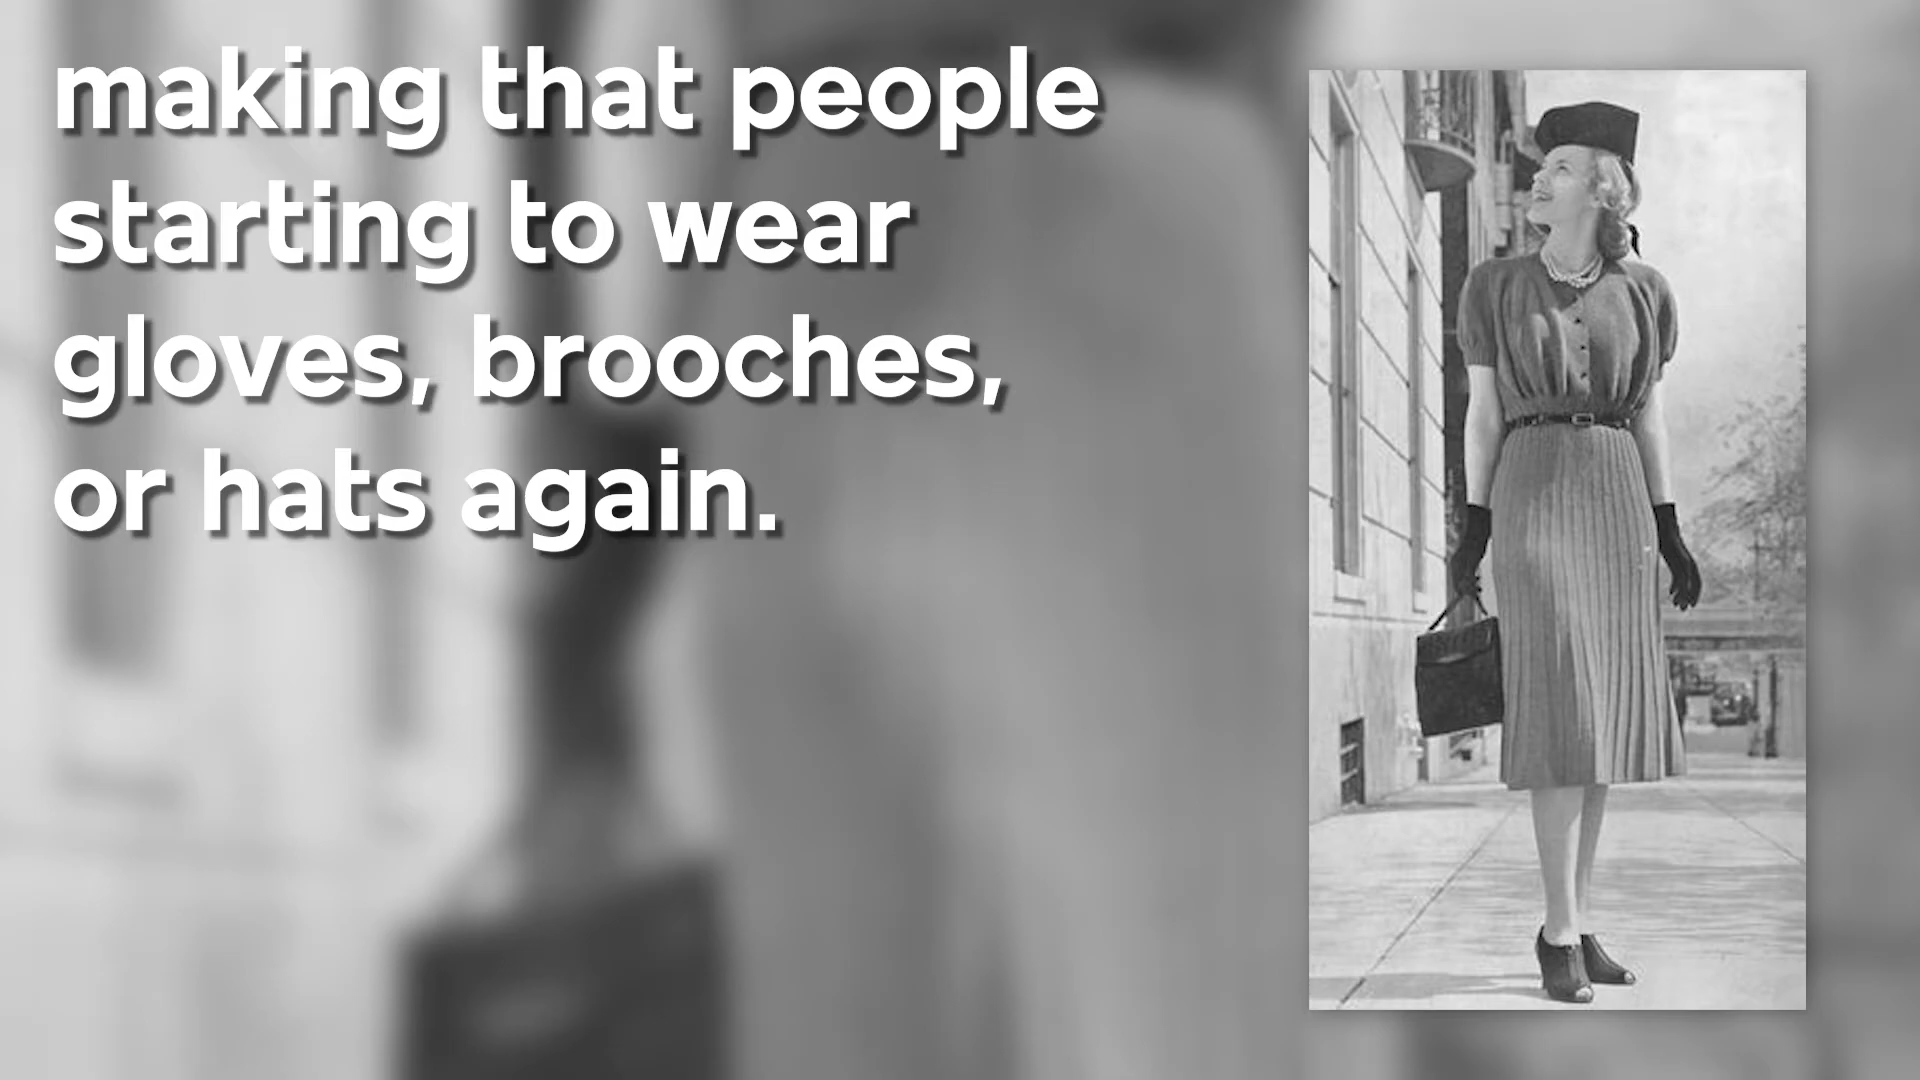 making that people
starting to wear
gloves, brooches,
or hats again.